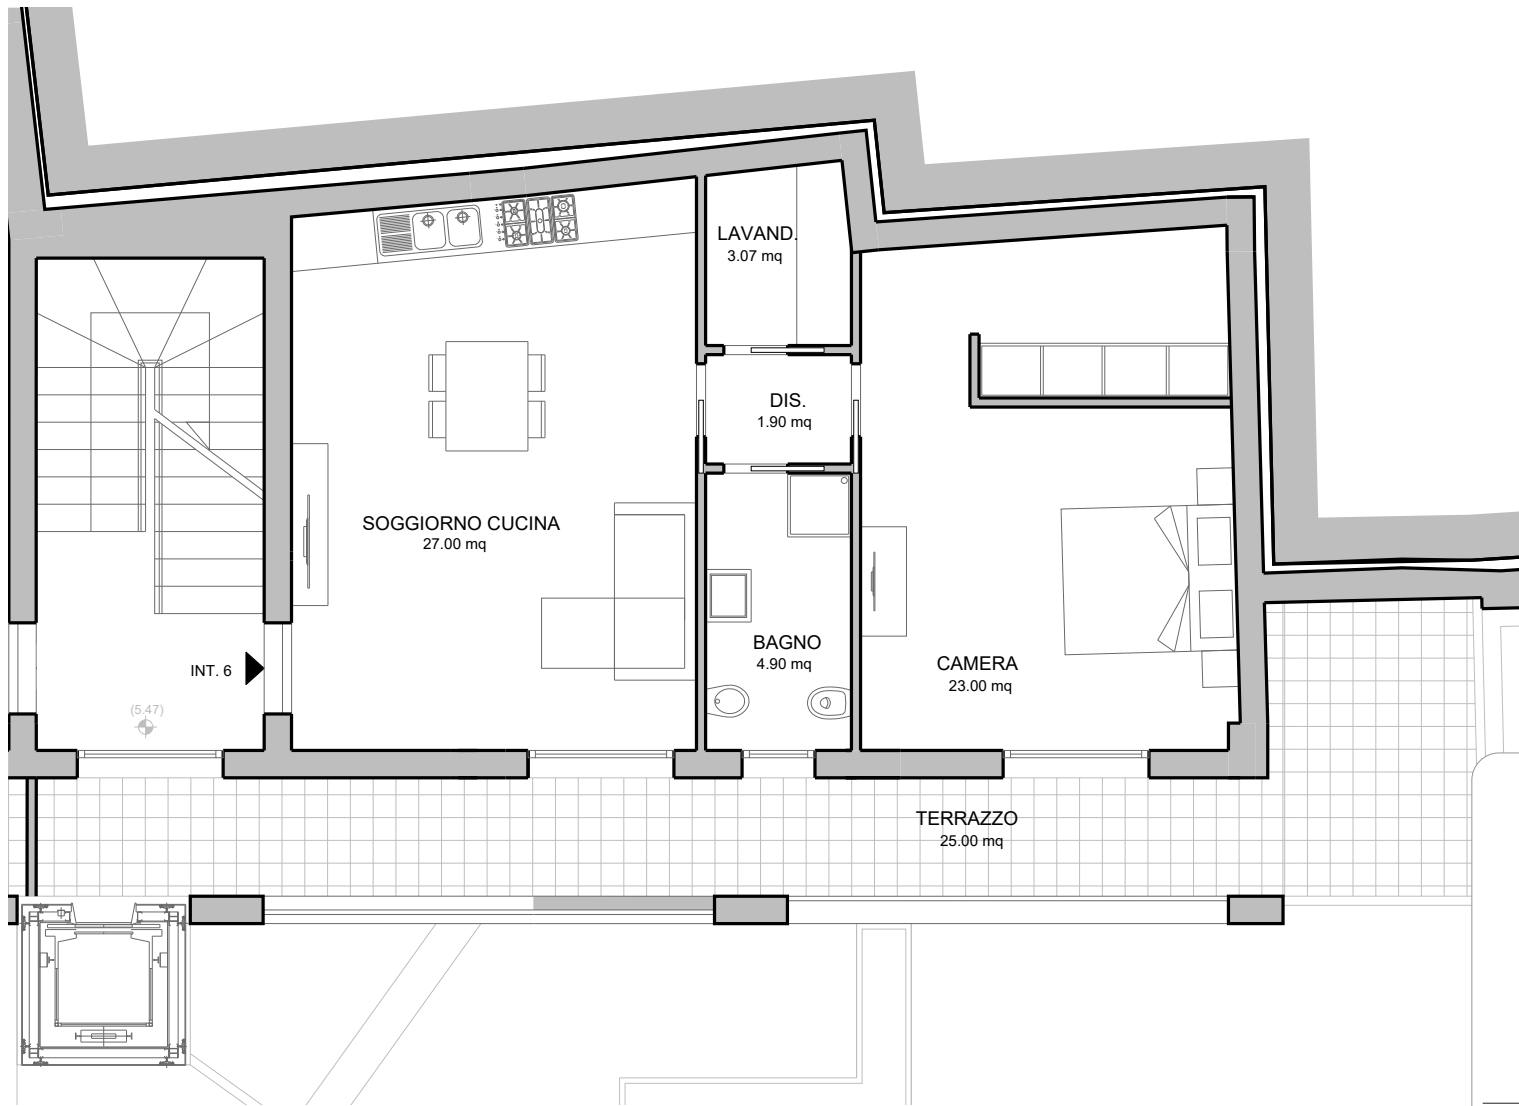 LAVAND.
3.07 mq
DIS.
1.90 mq
SOGGIORNO CUCINA
27.00 mq
BAGNO
4.90 mq
CAMERA
23.00 mq
INT. 6
(5.47)
TERRAZZO
25.00 mq